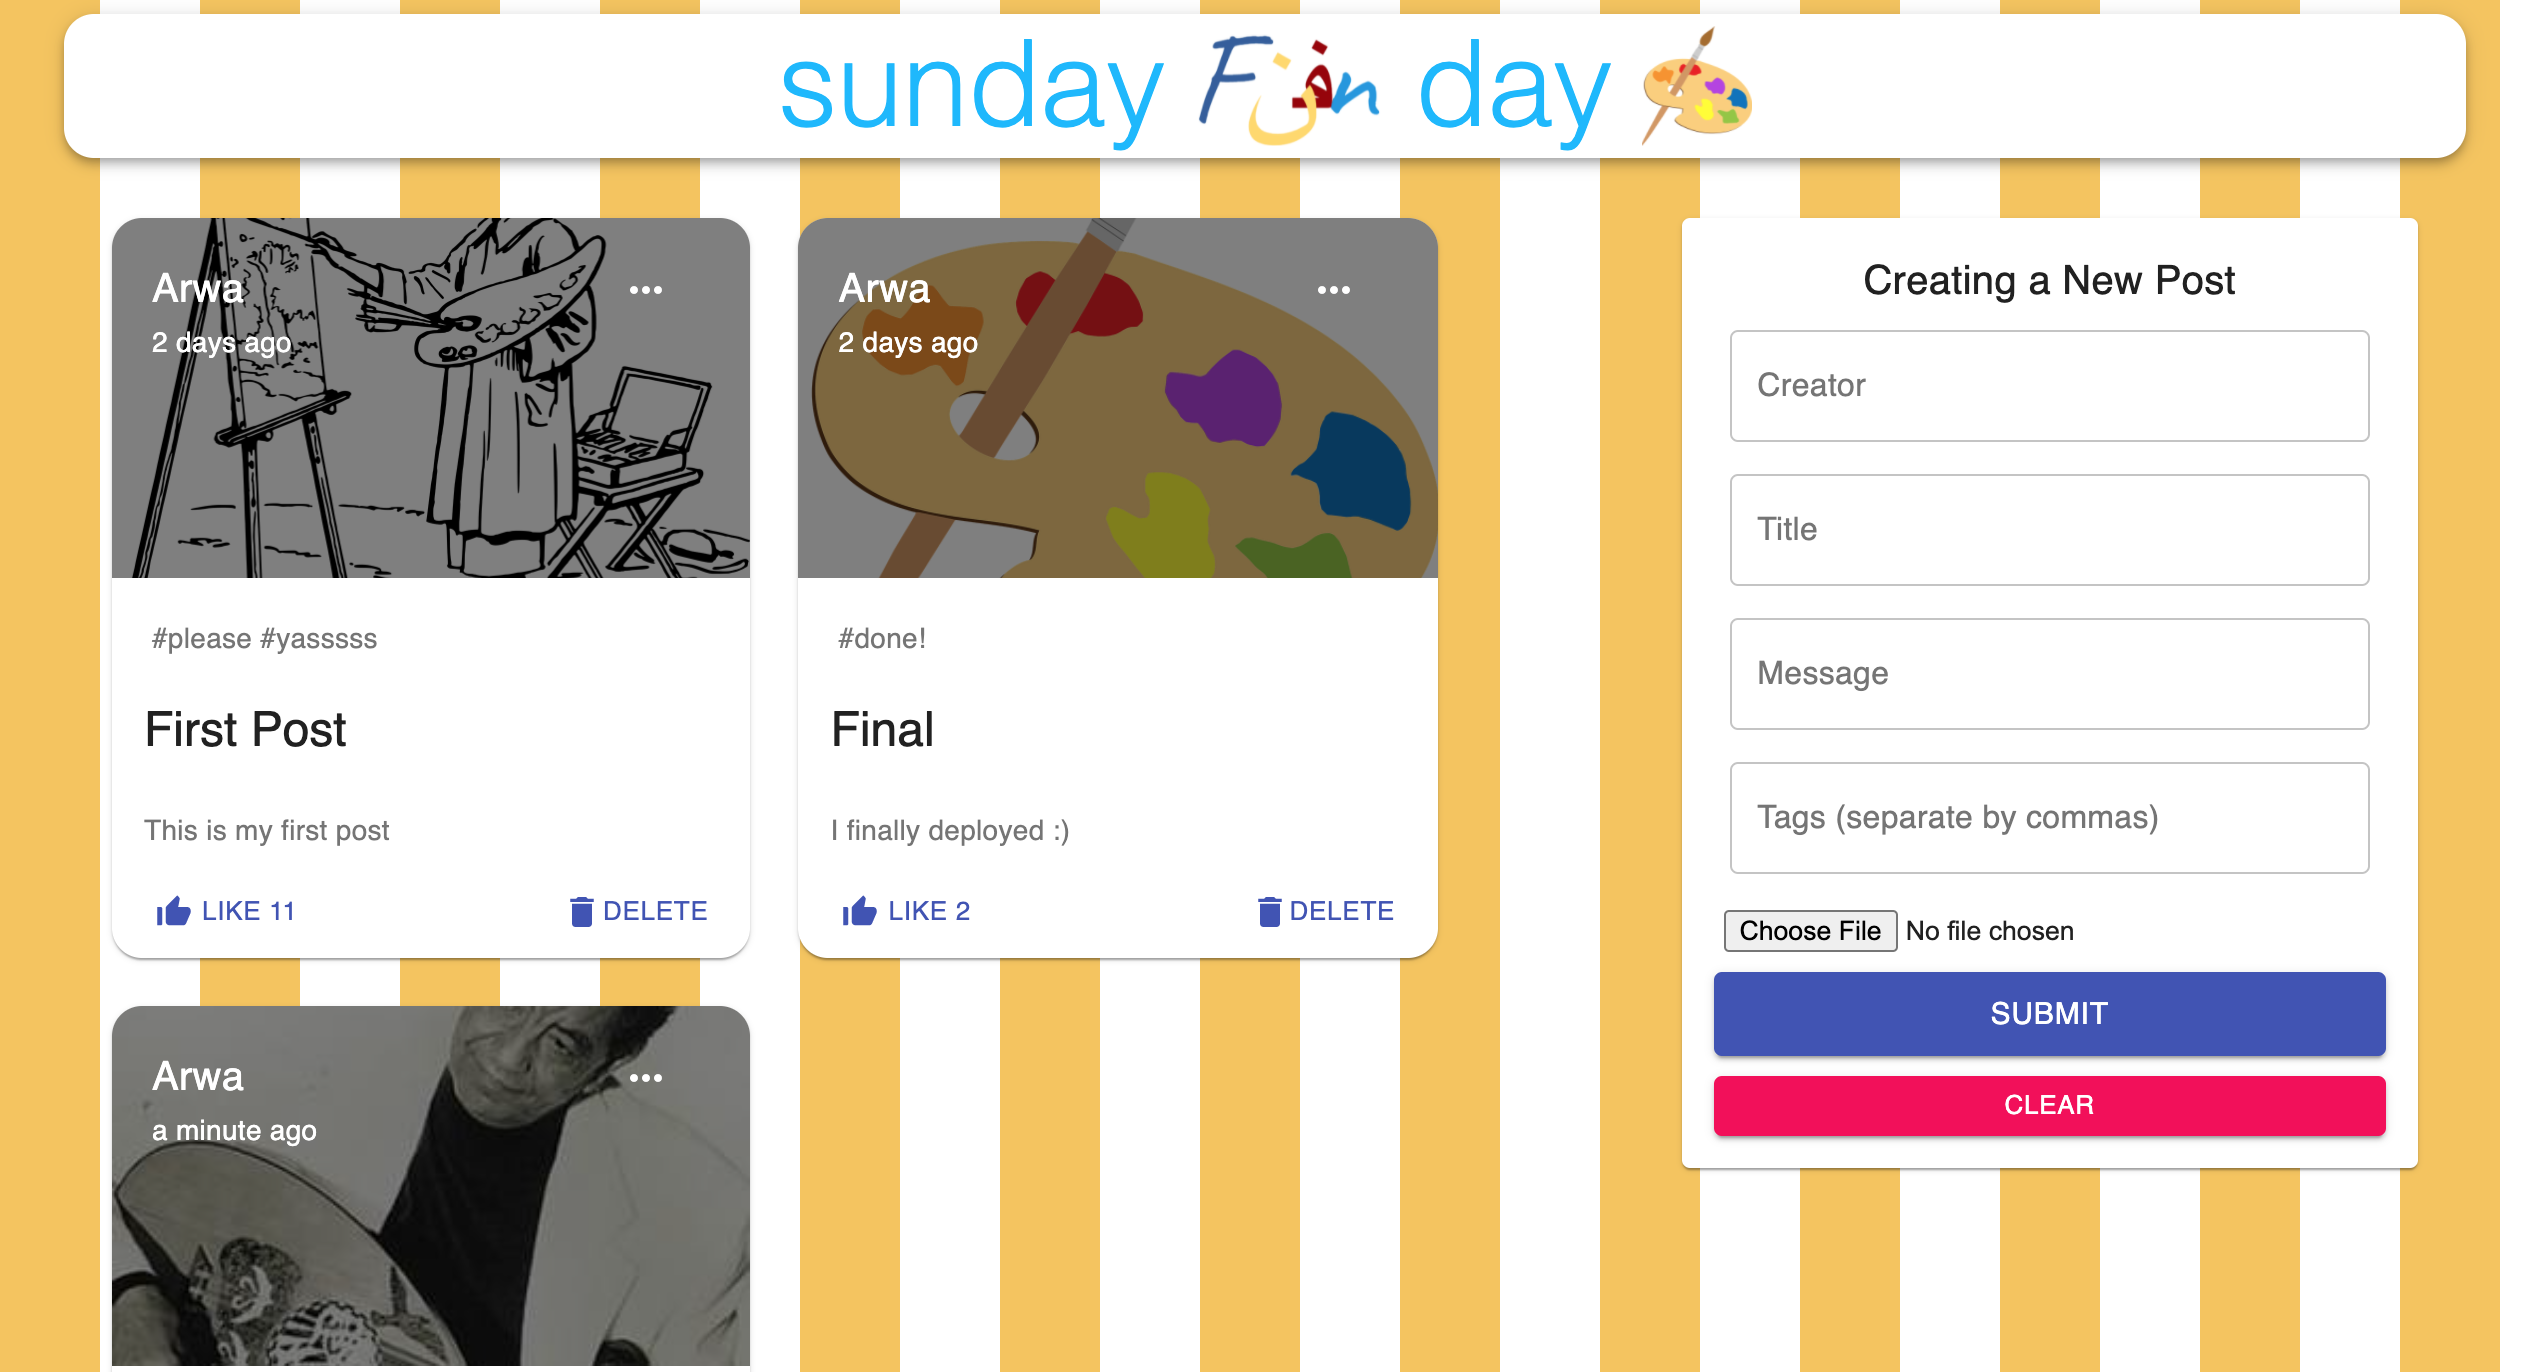 sunday Fفنn day
Arwa
2 days ago
#please #yasssss
First Post
This is my first post
LIKE 11
DELETE
Arwa
2 days ago
#done!
Final
I finally deployed :)
LIKE 2
DELETE
Arwa
a minute ago
Creating a New Post
Creator
Title
Message
Tags (separate by commas)
Choose File No file chosen
SUBMIT
CLEAR